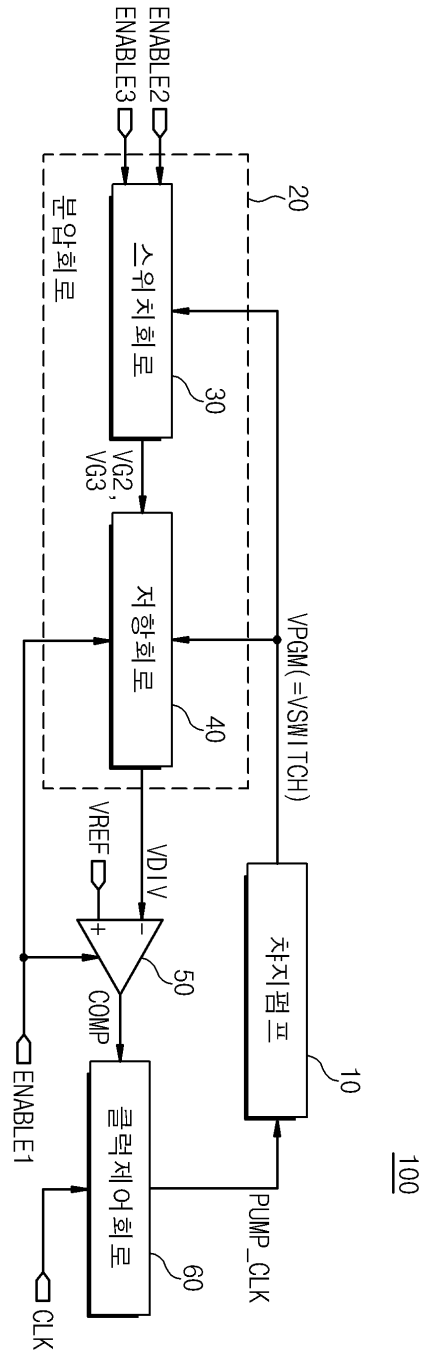 100
차지펌프
10
VPGM(=VSWITCH)
PUMP_CLK
20
ENABLE2
ENABLE3
스위치회로
30
VG2,
VG3
저항회로
40
분압회로
VDIV
VREF
-
+
50
COMP
클럭제어회로
60
ENABLE1
CLK